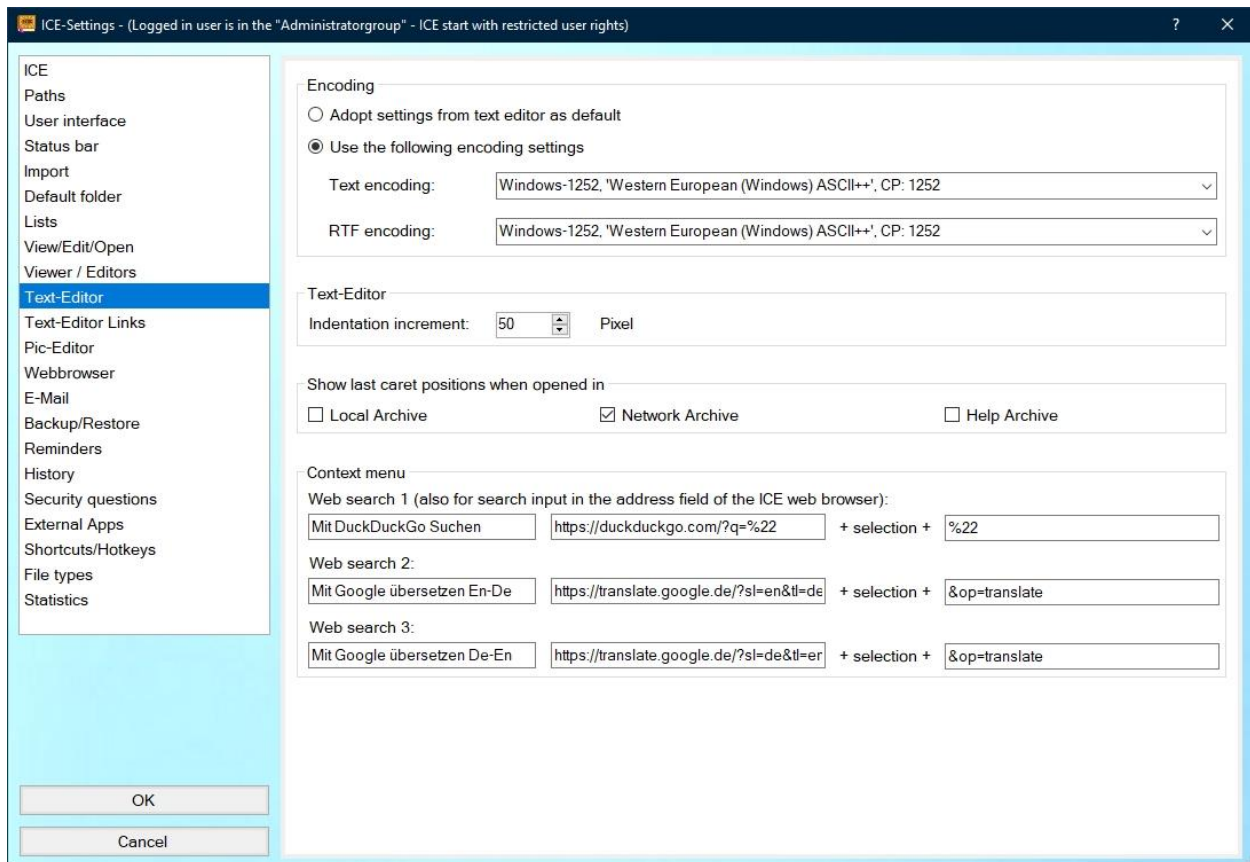 ICE-Settings - (Logged in user is in the "Administratorgroup" - ICE start with restricted user rights)
?
ICE
Paths
User interface
Status bar
Import
Default folder
Lists
View/Edit/Open
Viewer / Editors
Text-Editor
Text-Editor Links
Pic-Editor
Webbrowser
E-Mail
Backup/Restore
Reminders
History
Security questions
External Apps
Shortcuts/Hotkeys
File types
Statistics
OK
Cancel
Encoding
Adopt settings from text editor as default
Use the following encoding settings
Text encoding: Windows-1252, 'Western European (Windows) ASCII++', CP: 1252
RTF encoding: Windows-1252, 'Western European (Windows) ASCII++', CP: 1252
Text-Editor
Indentation increment: 50 Pixel
Show last caret positions when opened in
Local Archive Network Archive Help Archive
Context menu
Web search 1 (also for search input in the address field of the ICE web browser):
Mit DuckDuckGo Suchen https://duckduckgo.com/?q=%22 + selection + %22
Web search 2:
Mit Google übersetzen En-De https://translate.google.de/?sl=en&tl=de + selection + &op=translate
Web search 3:
Mit Google übersetzen De-En https://translate.google.de/?sl=de&tl=en + selection + &op=translate